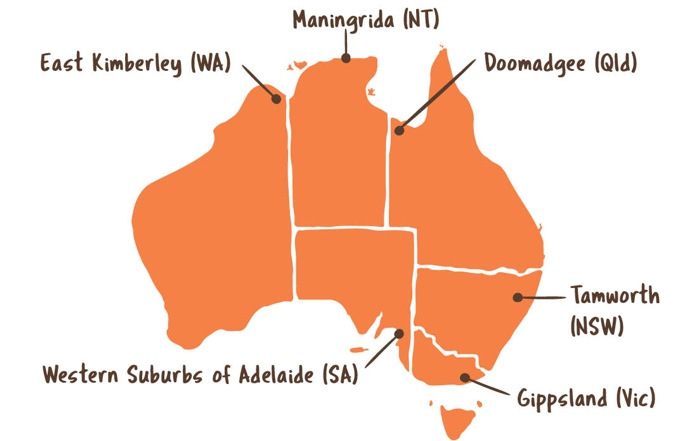 Maningrida (NT)
East Kimberley (WA)
Doomadgee (Qld)
Tamworth
(NSW)
Western Suburbs of Adelaide (SA)
Gippsland (Vic)